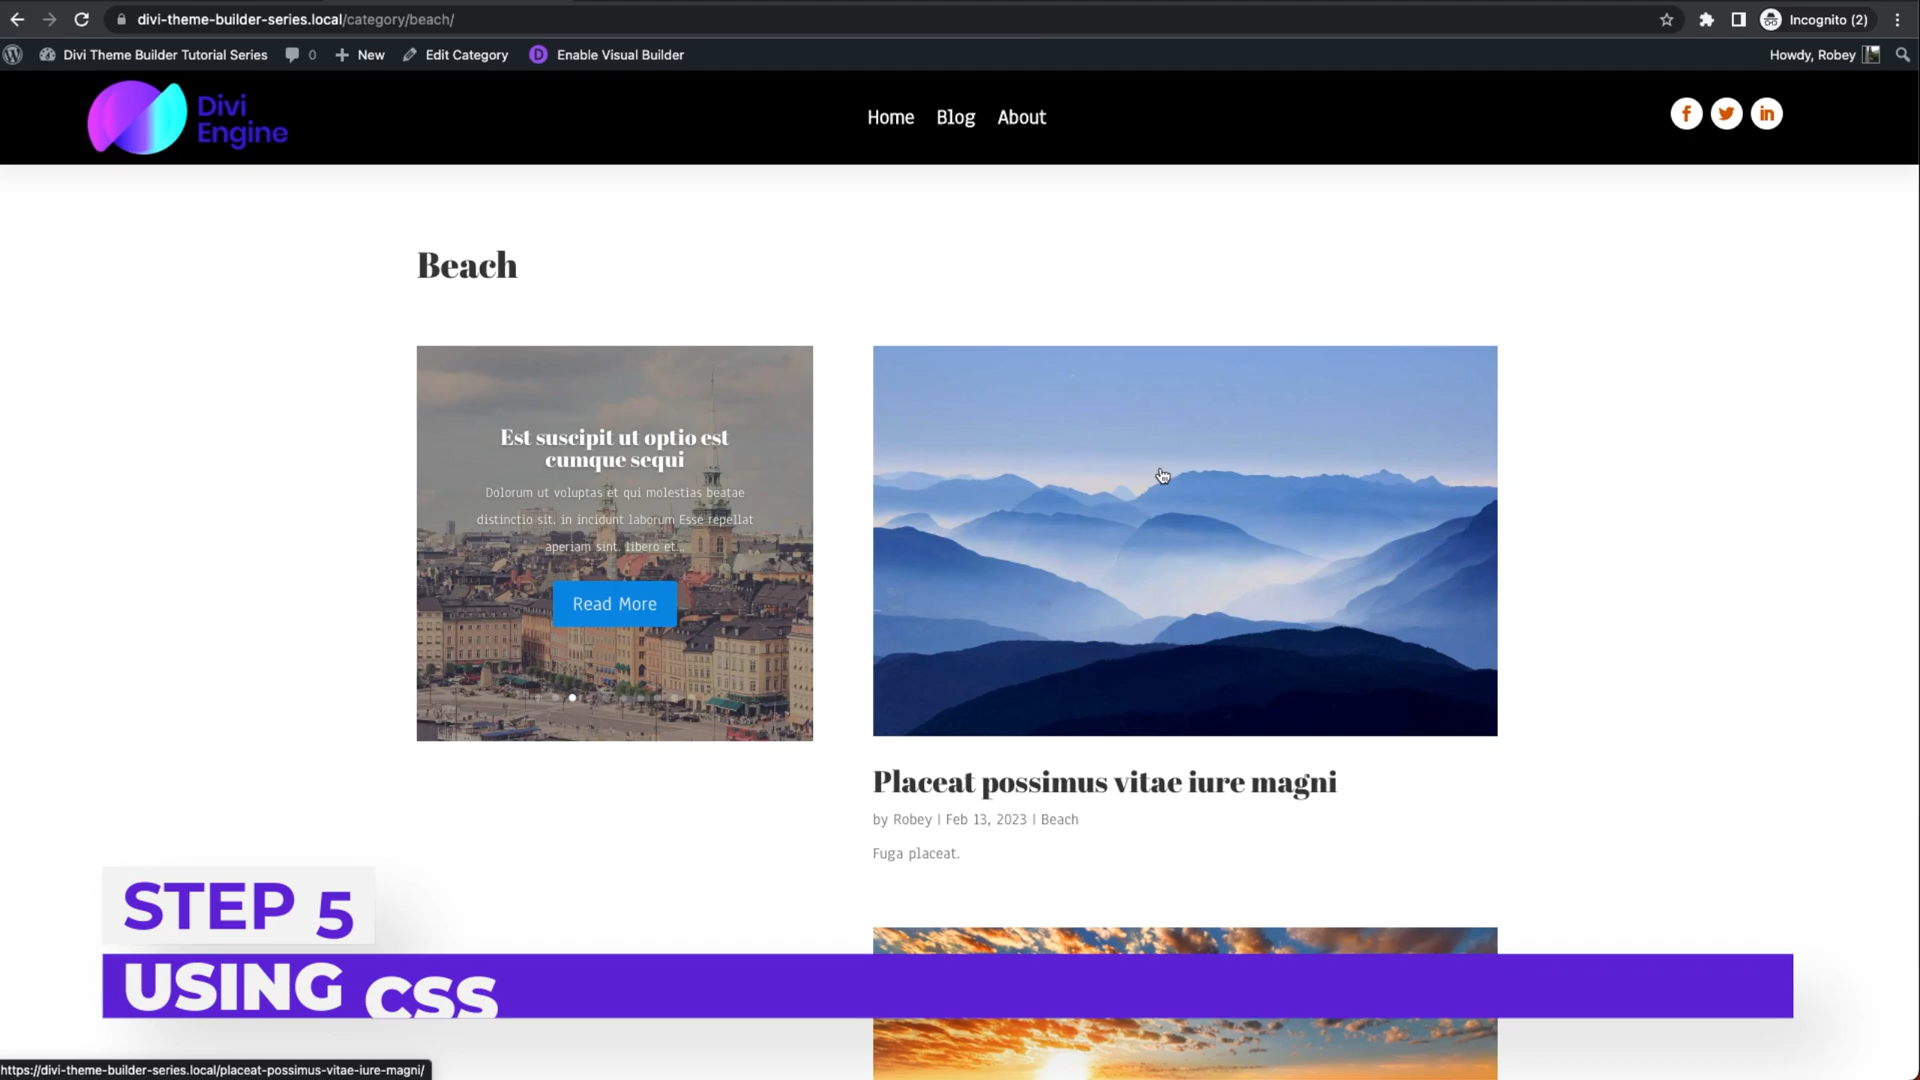 divi-theme-builder-series.local/category/beach/
Incognito (2)
Divi Theme Builder Tutorial Series
0
New
Edit Category
D
Enable Visual Builder
Howdy, Robey
Divi
Engine
Home
Blog
About
f
in
Beach
Est suscipit ut optio est
cumque sequi
Dolorum ut voluptas et qui molestias beatae
distinctio sit. in incidunt laborum Esse repellat
aperiam sint. libero et...
Read More
Placeat possimus vitae iure magni
by Robey | Feb 13, 2023 | Beach
Fuga placeat.
STEP 5
USING CSS
https://divi-theme-builder-series.local/placeat-possimus-vitae-iure-magni/